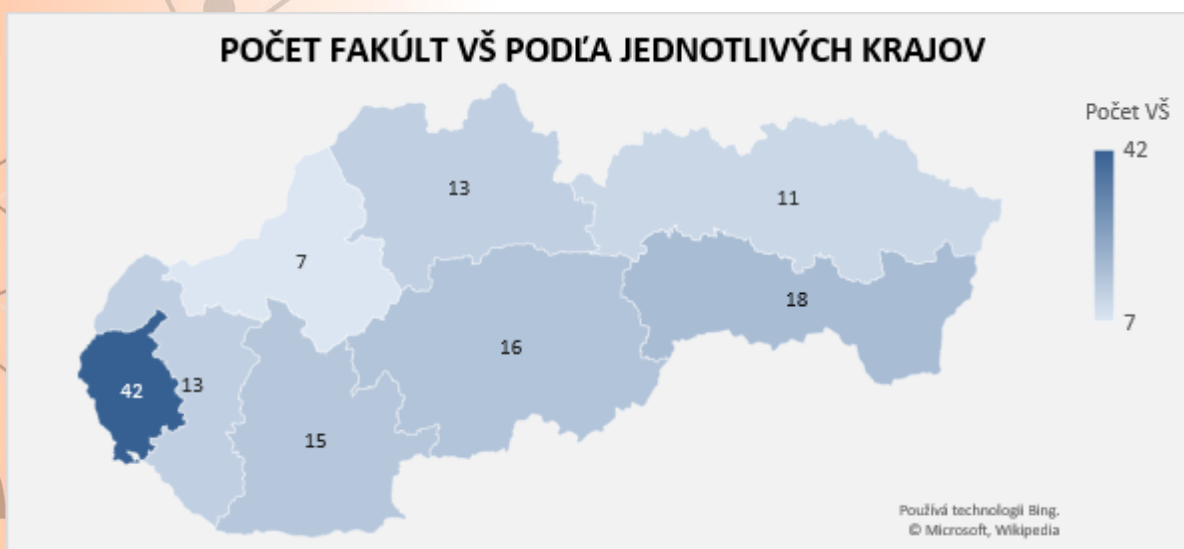 POČET FAKÚLT VŠ PODĽA JEDNOTLIVÝCH KRAJOV
Počet VŠ
42
7
13
11
7
18
16
42
13
15
Používá technologii Bing.
© Microsoft, Wikipedia